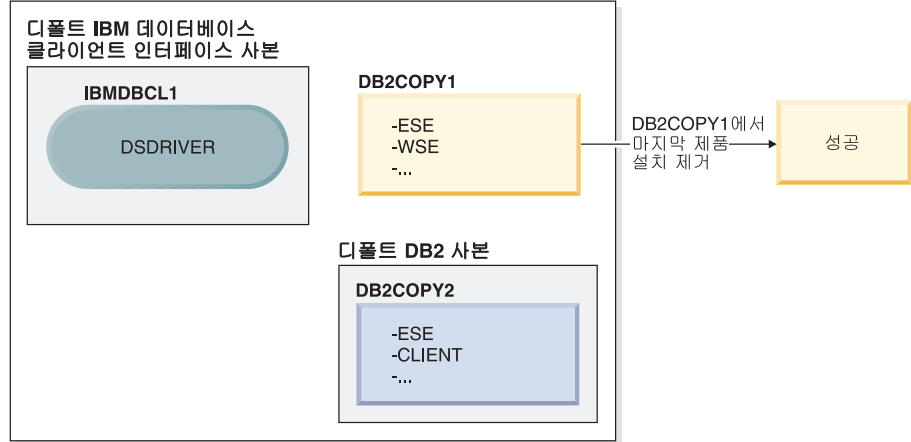 디폴트 IBM 데이터베이스
클라이언트 인터페이스 사본
IBMDBCL1
DSDRIVER
DB2COPY1
-ESE
-WSE
-...
DB2COPY1에서
마지막 제품
설치 제거
성공
디폴트 DB2 사본
DB2COPY2
-ESE
-CLIENT
-...